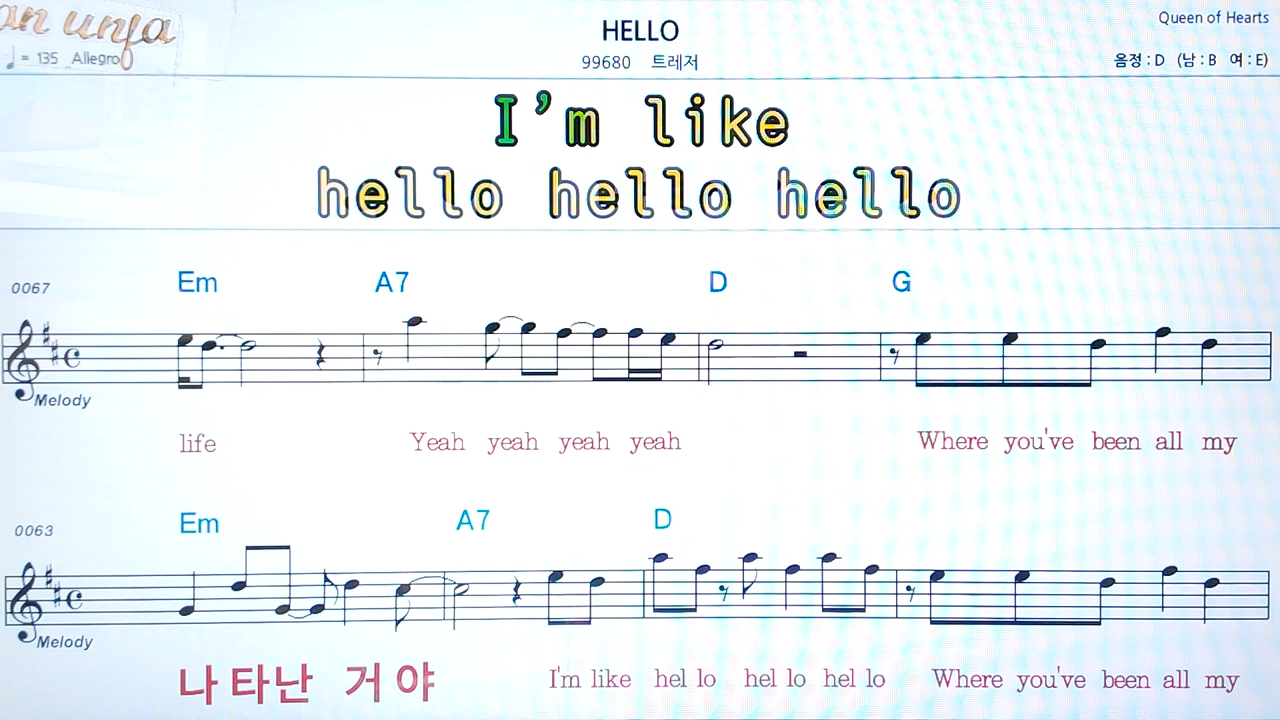 Queen of Hearts
HELLO
♩ = 135 Allegro
99680 트레저
음정 : D (남 : B 여 : E)
I'm like
hello hello hello
0067
Em A7 D G
Melody
life Yeah yeah yeah yeah Where you've been all my
0063
Em A7 D
Melody
나 타난 거 야 I'm like hel lo hel lo hel lo Where you've been all my